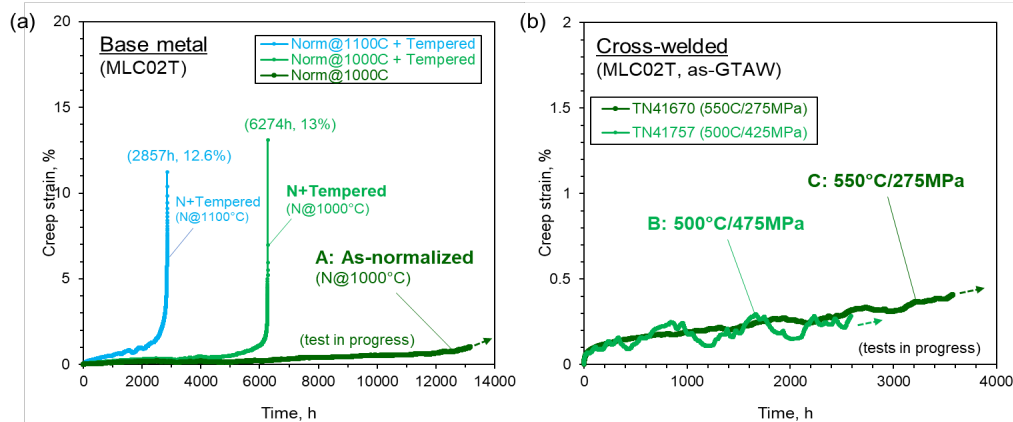 (a)
Base metal
(MLC02T)
Norm@1100C + Tempered
Norm@1000C + Tempered
Norm@1000C
(6274h, 13%)
(2857h, 12.6%)
N+Tempered
(N@1100°C)
N+Tempered
(N@1000°C)
A: As-normalized
(N@1000°C)
(test in progress)
Creep strain, %
20
15
10
5
0
0 2000 4000 6000 8000 10000 12000 14000
Time, h
(b)
Cross-welded
(MLC02T, as-GTAW)
TN41670 (550C/275MPa)
TN41757 (500C/425MPa)
C: 550°C/275MPa
B: 500°C/475MPa
(tests in progress)
Creep strain, %
2
1.5
1
0.5
0
0 1000 2000 3000 4000
Time, h